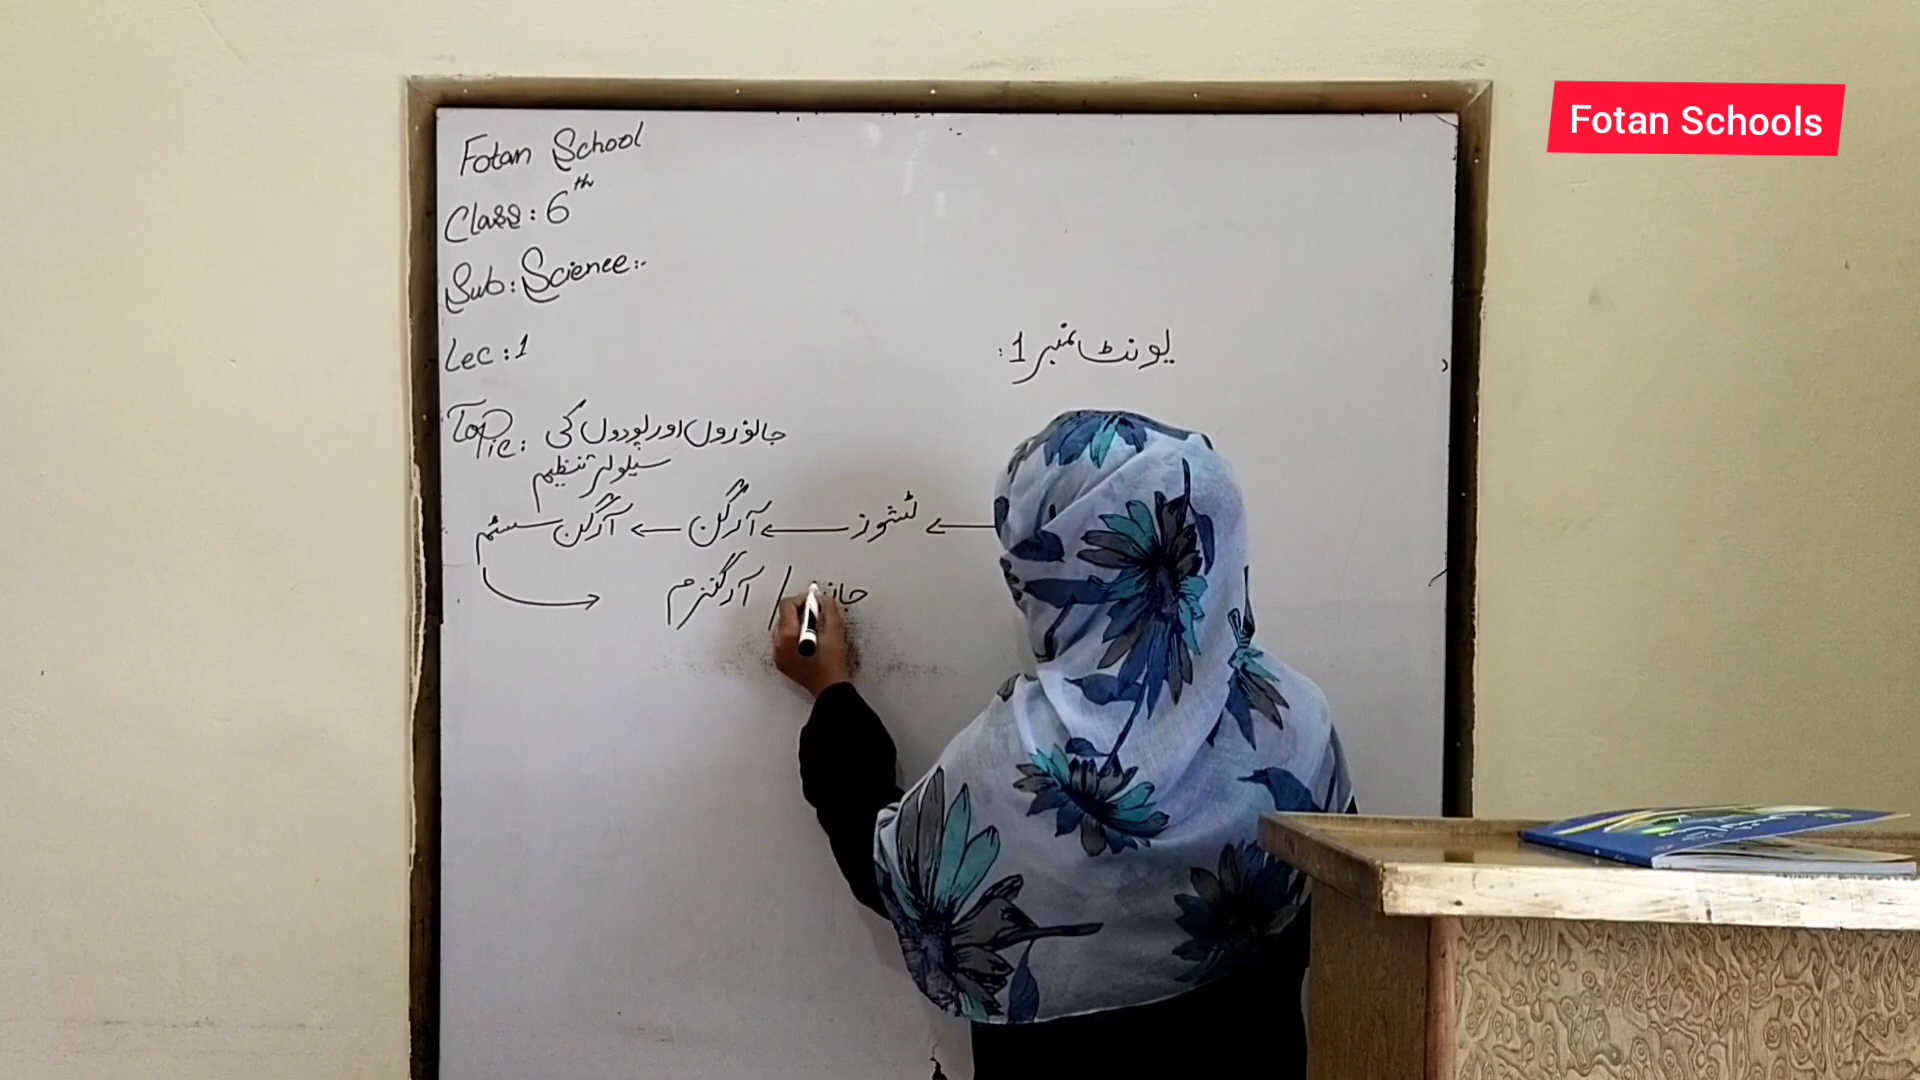 Fotan Schools
Fotan School
Class: 6th
Sub: Science:-
Lec: 1
یونٹ نمبر 1:
Topic: جانوروں اور پودوں کی
سیلولر تنظیم
ٹشوز ← آرگن ← آرگن سسٹم
/ آرگنزم